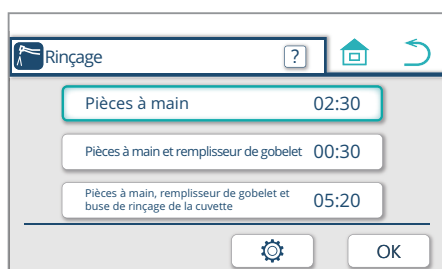 Rinçage ?
Pièces à main 02:30
Pièces à main et remplisseur de gobelet 00:30
Pièces à main, remplisseur de gobelet et
buse de rinçage de la cuvette 05:20
OK